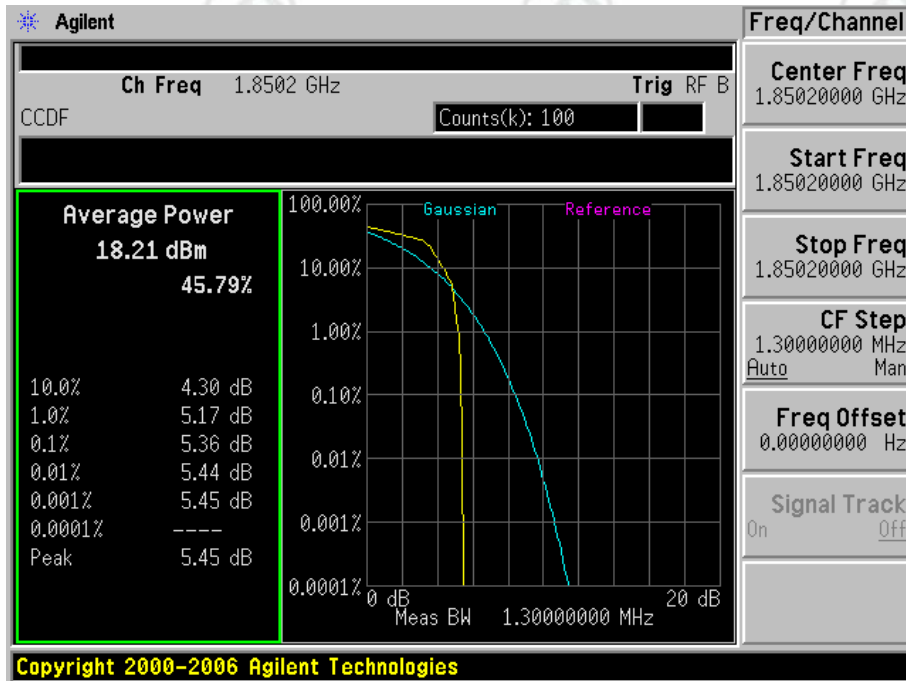 Agilent
Freq/Channel
Ch Freq 1.8502 GHz Trig RF B
CCDF Counts(k): 100
Center Freq
1.85020000 GHz
Start Freq
1.85020000 GHz
Stop Freq
1.85020000 GHz
CF Step
1.30000000 MHz
Auto Man
Freq Offset
0.00000000 Hz
Signal Track
On Off
Average Power
18.21 dBm
45.79%
10.0% 4.30 dB
1.0% 5.17 dB
0.1% 5.36 dB
0.01% 5.44 dB
0.001% 5.45 dB
0.0001% ----
Peak 5.45 dB
Gaussian Reference
100.00%
10.00%
1.00%
0.10%
0.01%
0.001%
0.0001%
0 dB 20 dB
Meas BW 1.30000000 MHz
Copyright 2000-2006 Agilent Technologies